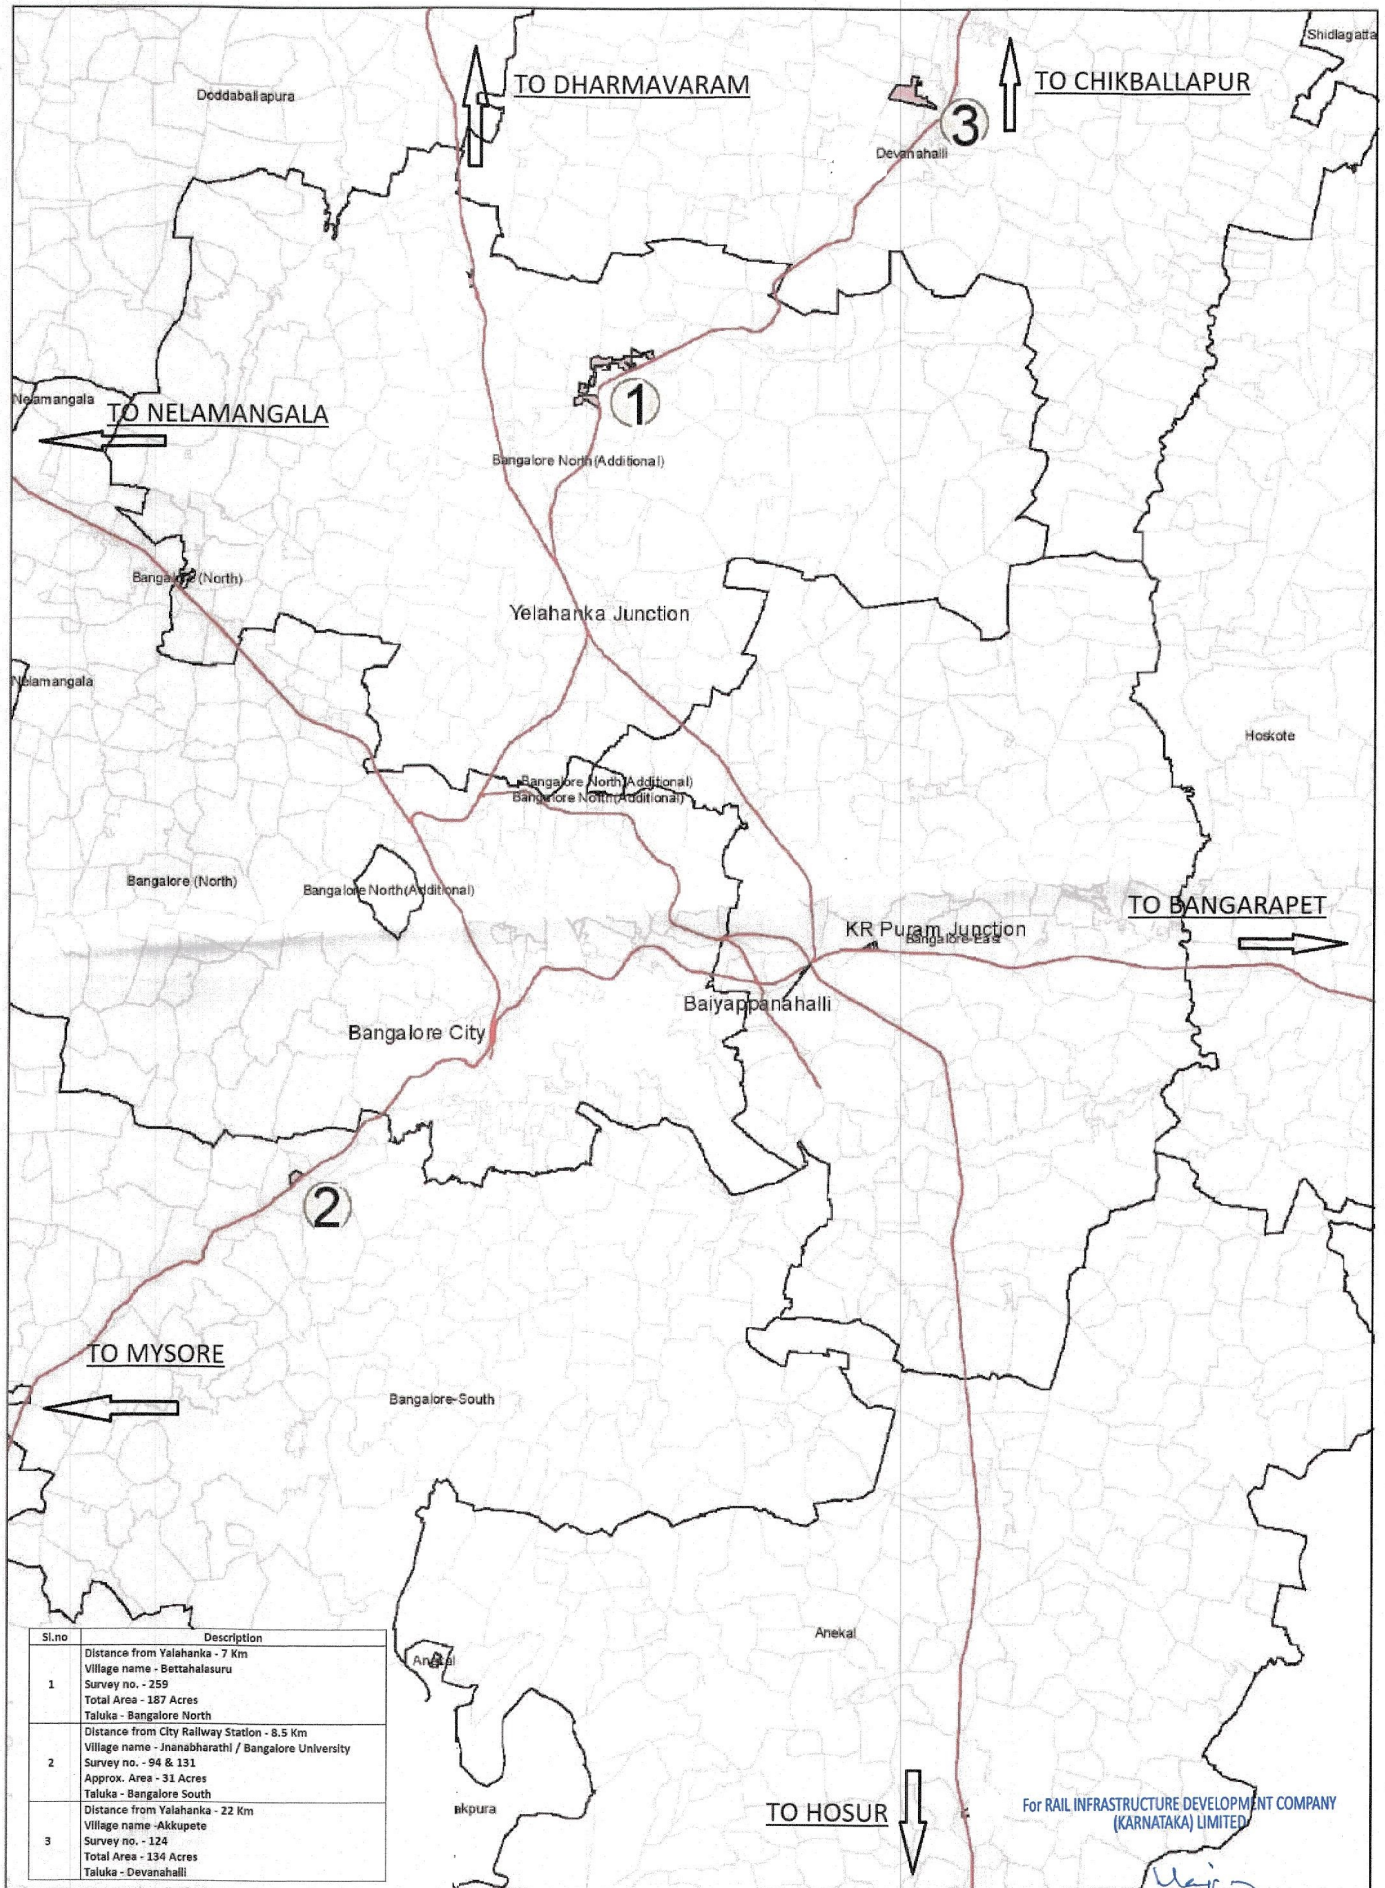 Shidlagatta
TO DHARMAVARAM
TO CHIKBALLAPUR
Doddaballapura
3
Devanahalli
Nelamangala
TO NELAMANGALA
1
Bangalore North(Additional)
Bangalore (North)
Yelahanka Junction
Nelamangala
Hoskote
Bangalore North(Additional)
Bangalore North(Additional)
Bangalore (North)
Bangalore North(Additional)
TO BANGARAPET
KR Puram Junction
Bangalore-East
Baiyappanahalli
Bangalore City
2
TO MYSORE
Bangalore-South
Anekal
Anekal
akpura
TO HOSUR
Sl.no Description
1
Distance from Yalahanka - 7 Km
Village name - Bettahalasuru
Survey no. - 259
Total Area - 187 Acres
Taluka - Bangalore North
2
Distance from City Railway Station - 8.5 Km
Village name - Jnanabharathi / Bangalore University
Survey no. - 94 & 131
Approx. Area - 31 Acres
Taluka - Bangalore South
3
Distance from Yalahanka - 22 Km
Village name -Akkupete
Survey no. - 124
Total Area - 134 Acres
Taluka - Devanahalli
For RAIL INFRASTRUCTURE DEVELOPMENT COMPANY
(KARNATAKA) LIMITED